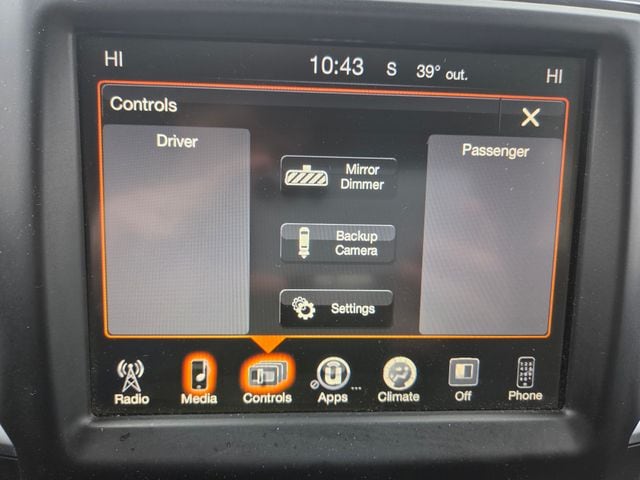 HI 10:43 S 39° out. HI
Controls
Driver
Passenger
Mirror
Dimmer
Backup
Camera
Settings
Radio Media Controls Apps Climate Off Phone